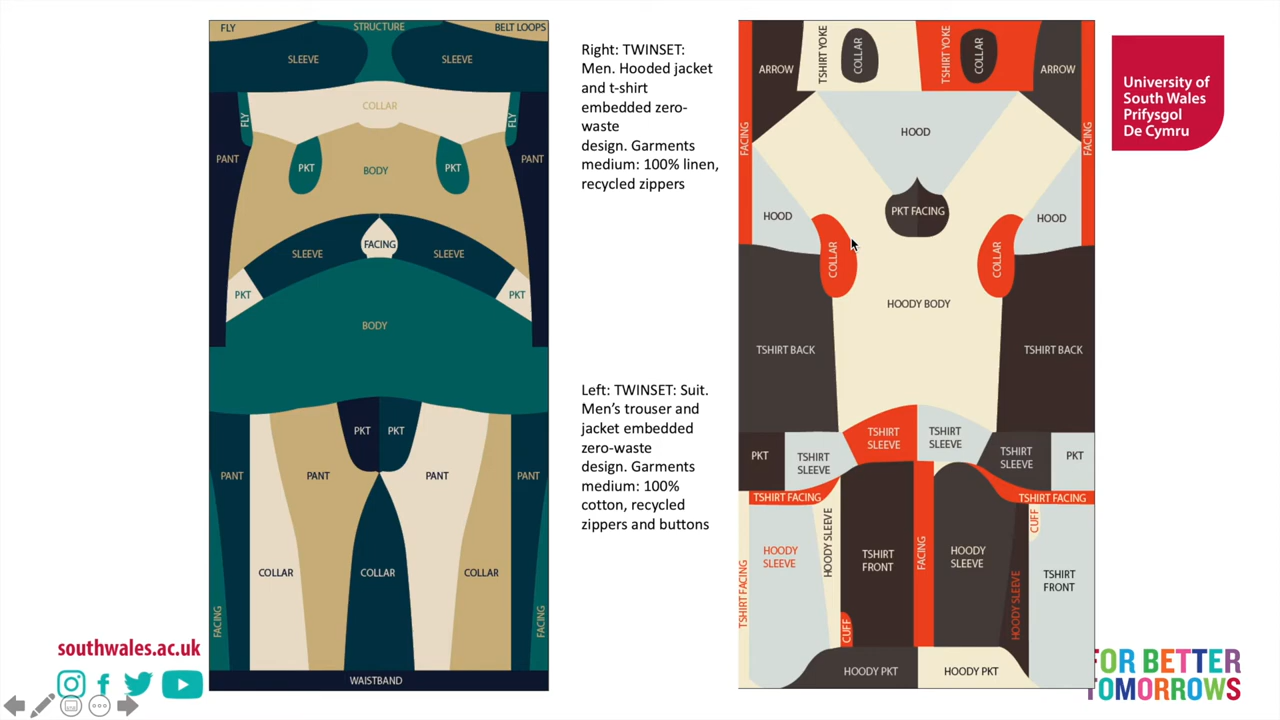 FLY
STRUCTURE
BELT LOOPS
SLEEVE
SLEEVE
COLLAR
FLY
FLY
PANT
PKT
BODY
PKT
PANT
SLEEVE
FACING
SLEEVE
PKT
PKT
BODY
PKT
PKT
PANT
PANT
PANT
PANT
COLLAR
COLLAR
COLLAR
FACING
FACING
WAISTBAND
Right: TWINSET:
Men. Hooded jacket
and t-shirt
embedded zero-
waste
design. Garments
medium: 100% linen,
recycled zippers
Left: TWINSET: Suit.
Men's trouser and
jacket embedded
zero-waste
design. Garments
medium: 100%
cotton, recycled
zippers and buttons
ARROW
TSHIRT YOKE
COLLAR
TSHIRT YOKE
COLLAR
ARROW
FACING
HOOD
FACING
HOOD
PKT FACING
HOOD
COLLAR
COLLAR
HOODY BODY
TSHIRT BACK
TSHIRT BACK
TSHIRT
SLEEVE
TSHIRT
SLEEVE
PKT
TSHIRT
SLEEVE
TSHIRT
SLEEVE
PKT
TSHIRT FACING
TSHIRT FACING
HOODY
SLEEVE
HOODY SLEEVE
TSHIRT
FRONT
FACING
HOODY
SLEEVE
CUFF
TSHIRT
FRONT
TSHIRT FACING
CUFF
HOODY SLEEVE
HOODY PKT
HOODY PKT
University of
South Wales
Prifysgol
De Cymru
southwales.ac.uk
FOR BETTER
TOMORROWS